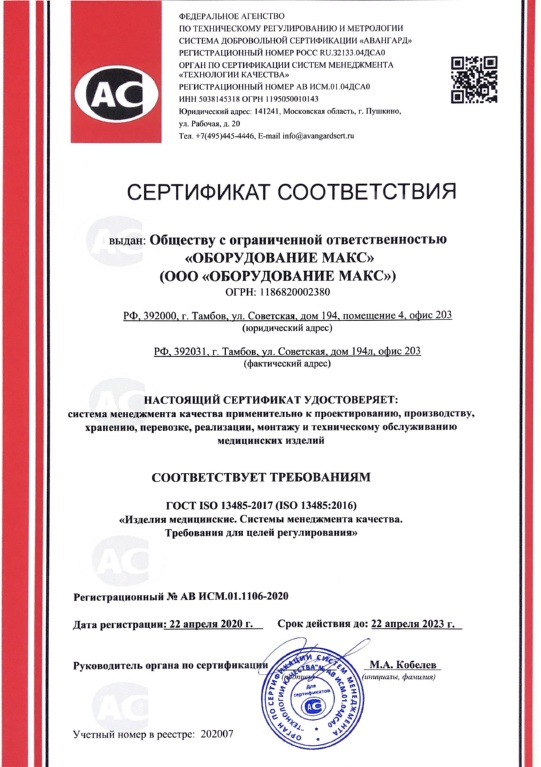 ФЕДЕРАЛЬНОЕ АГЕНСТВО
ПО ТЕХНИЧЕСКОМУ РЕГУЛИРОВАНИЮ И МЕТРОЛОГИИ
СИСТЕМА ДОБРОВОЛЬНОЙ СЕРТИФИКАЦИИ «АВАНГАРД»
РЕГИСТРАЦИОННЫЙ НОМЕР РОСС RU.32133.04ДСА0
ОРГАН ПО СЕРТИФИКАЦИИ СИСТЕМ МЕНЕДЖМЕНТА
«ТЕХНОЛОГИИ КАЧЕСТВА»
РЕГИСТРАЦИОННЫЙ НОМЕР АВ ИСМ.01.04ДСА0
ИНН 5038145318 ОГРН 1195050010143
Юридический адрес: 141241, Московская область, г. Пушкино,
ул. Рабочая, д. 20
Тел. +7(495)445-4446, E-mail info@avangardsert.ru
АС
СЕРТИФИКАТ СООТВЕТСТВИЯ
выдан: Обществу с ограниченной ответственностью
«ОБОРУДОВАНИЕ МАКС»
(ООО «ОБОРУДОВАНИЕ МАКС»)
ОГРН: 1186820002380
РФ, 392000, г. Тамбов, ул. Советская, дом 194, помещение 4, офис 203
(юридический адрес)
РФ, 392031, г. Тамбов, ул. Советская, дом 194л, офис 203
(фактический адрес)
НАСТОЯЩИЙ СЕРТИФИКАТ УДОСТОВЕРЯЕТ:
система менеджмента качества применительно к проектированию, производству,
хранению, перевозке, реализации, монтажу и техническому обслуживанию
медицинских изделий
СООТВЕТСТВУЕТ ТРЕБОВАНИЯМ
ГОСТ ISO 13485-2017 (ISO 13485:2016)
«Изделия медицинские. Системы менеджмента качества.
Требования для целей регулирования»
Регистрационный № АВ ИСМ.01.1106-2020
Дата регистрации: 22 апреля 2020 г. Срок действия до: 22 апреля 2023 г.
Руководитель органа по сертификации М.А. Кобелев
(инициалы, фамилия)
ОРГАН ПО СЕРТИФИКАЦИИ СИСТЕМ МЕНЕДЖМЕНТА
"ТЕХНОЛОГИИ КАЧЕСТВА" № АВ ИСМ.01.04ДСА0
Для
сертификатов
АС
Учетный номер в реестре: 202007